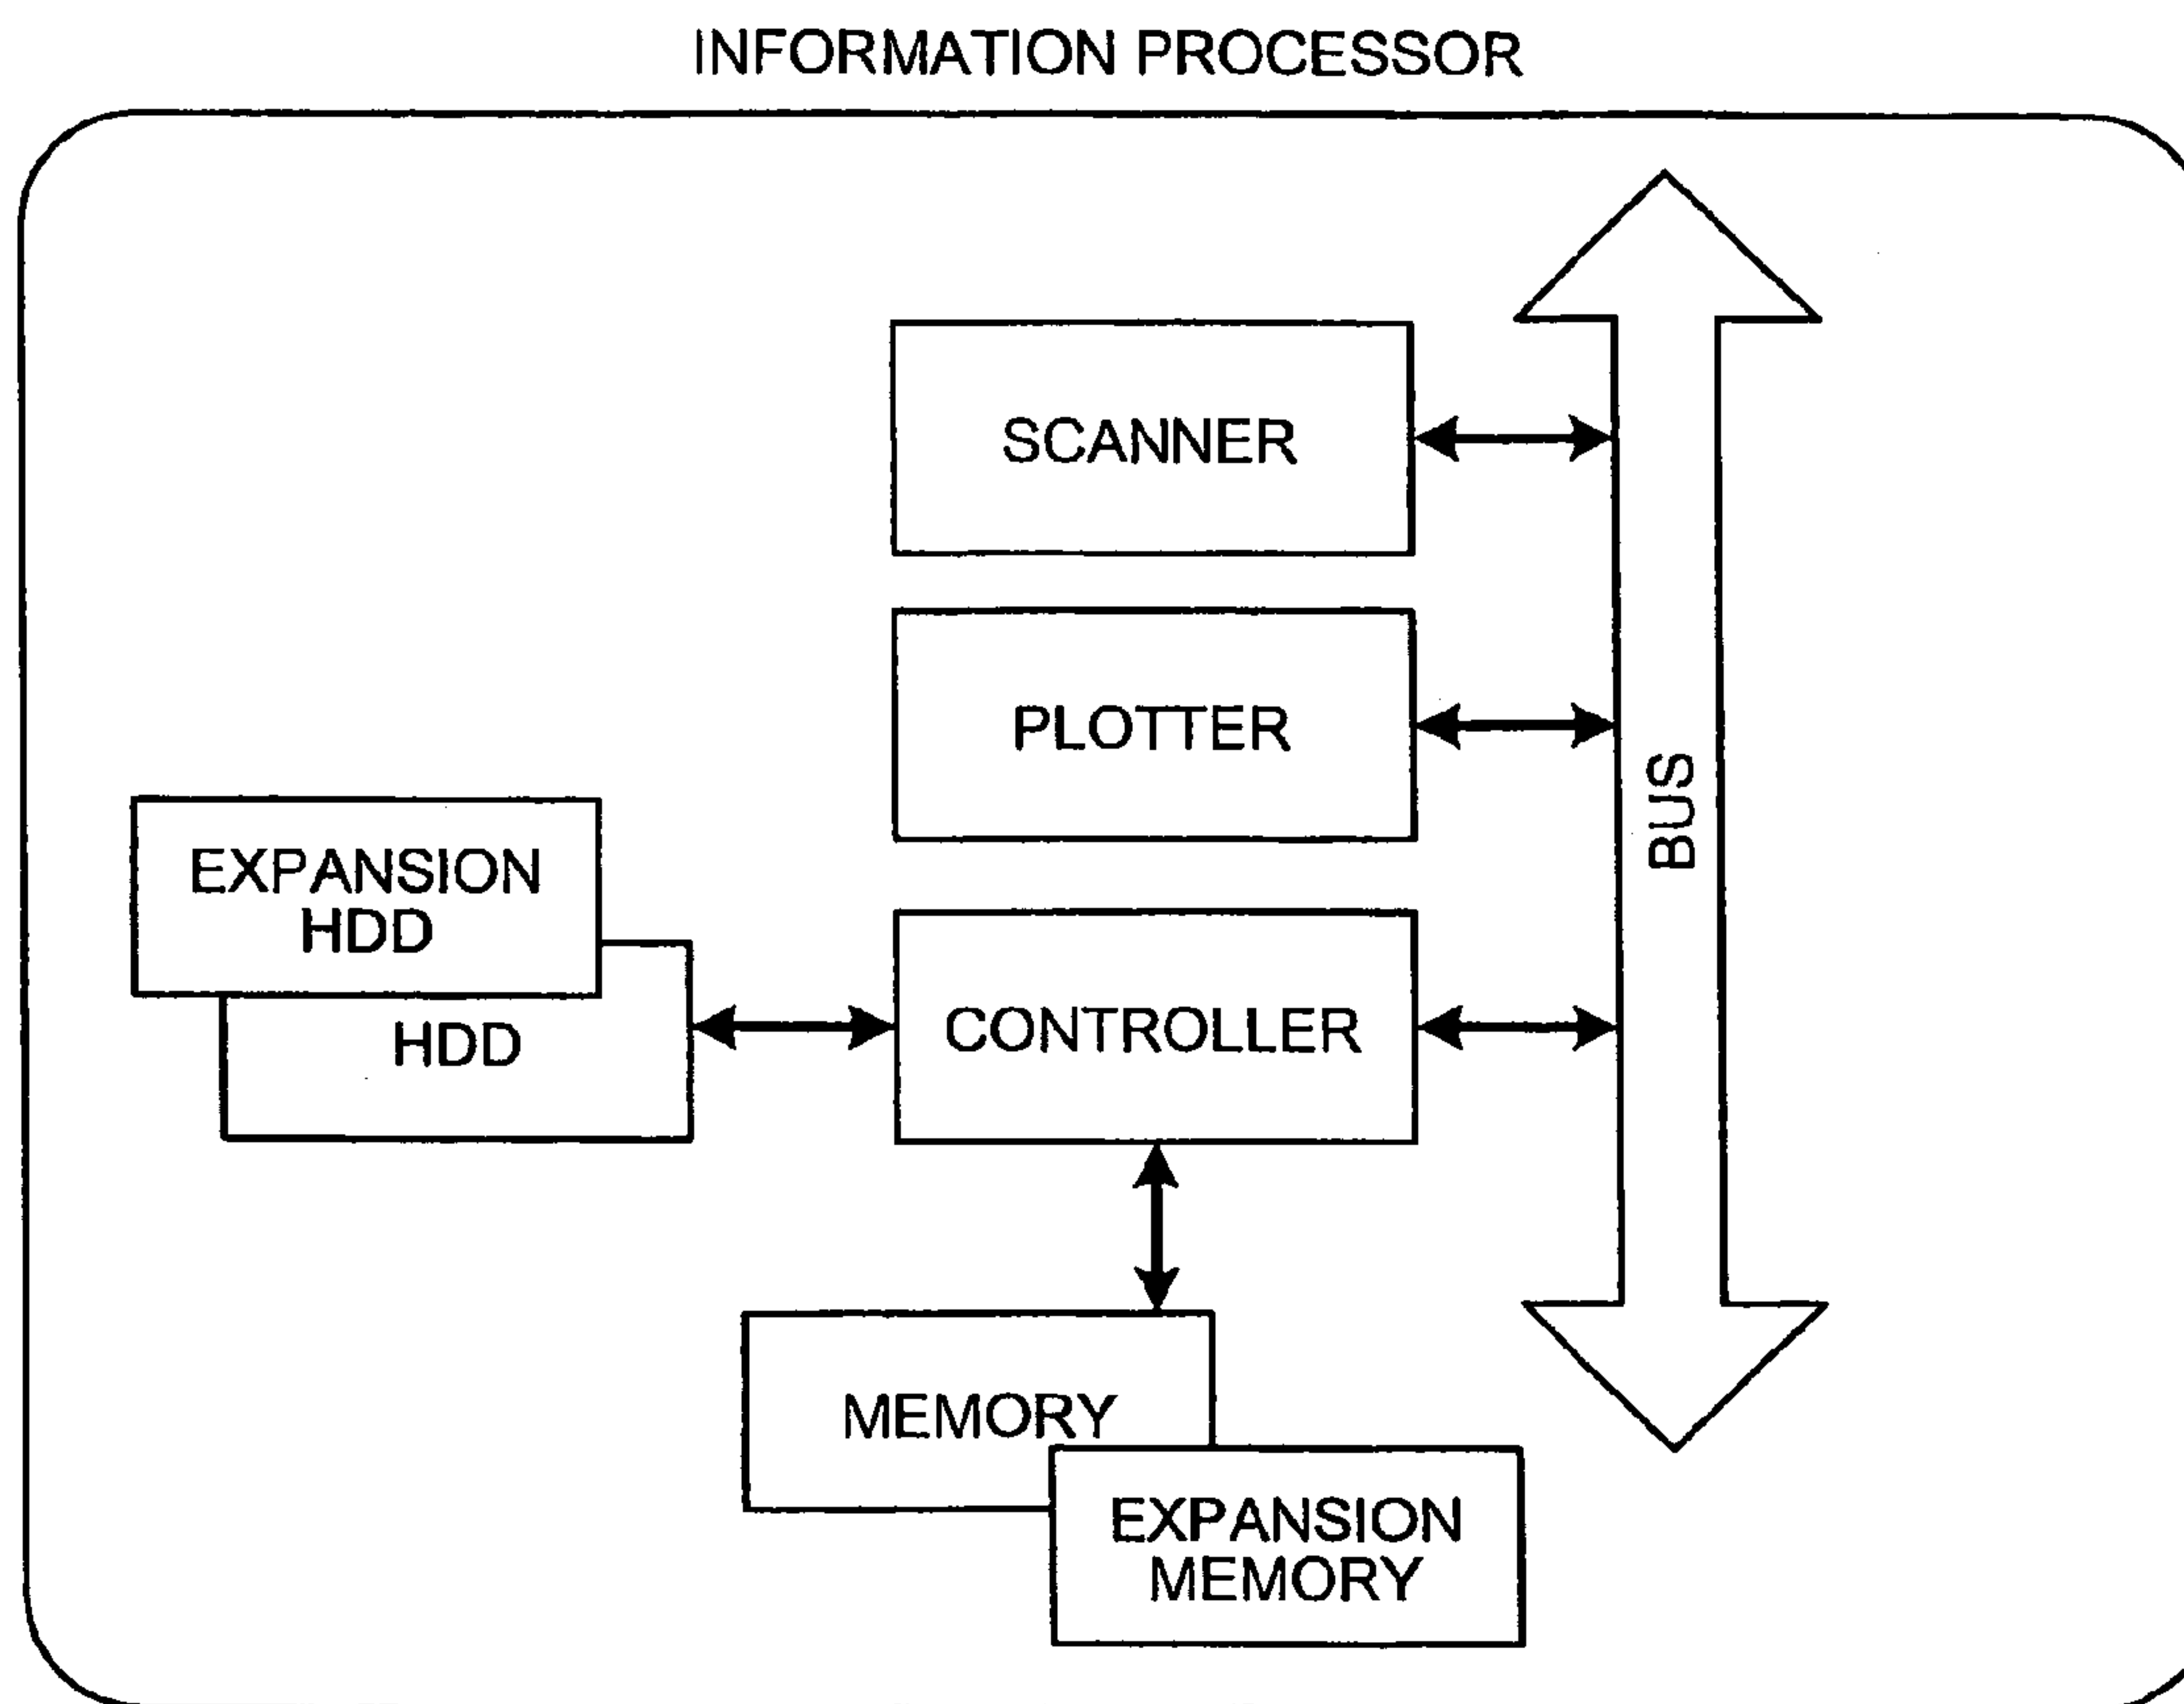 INFORMATION PROCESSOR
SCANNER
PLOTTER
BUS
EXPANSION
HDD
HDD
CONTROLLER
MEMORY
EXPANSION
MEMORY